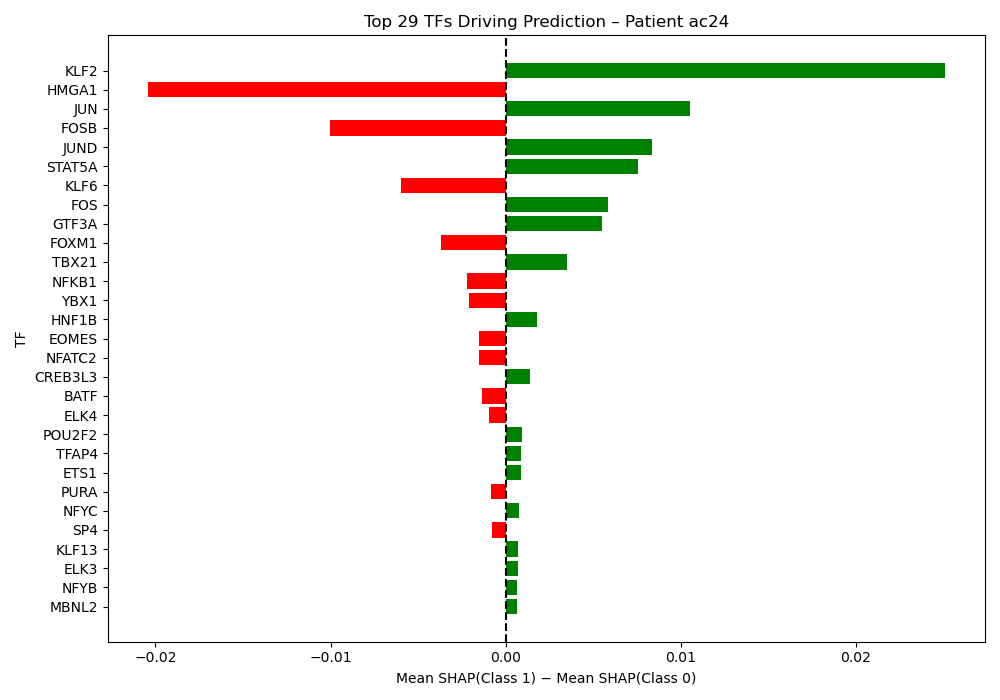 Top 29 TFs Driving Prediction – Patient ac24
TF
KLF2
HMGA1
JUN
FOSB
JUND
STAT5A
KLF6
FOS
GTF3A
FOXM1
TBX21
NFKB1
YBX1
HNF1B
EOMES
NFATC2
CREB3L3
BATF
ELK4
POU2F2
TFAP4
ETS1
PURA
NFYC
SP4
KLF13
ELK3
NFYB
MBNL2
−0.02 −0.01 0.00 0.01 0.02
Mean SHAP(Class 1) − Mean SHAP(Class 0)